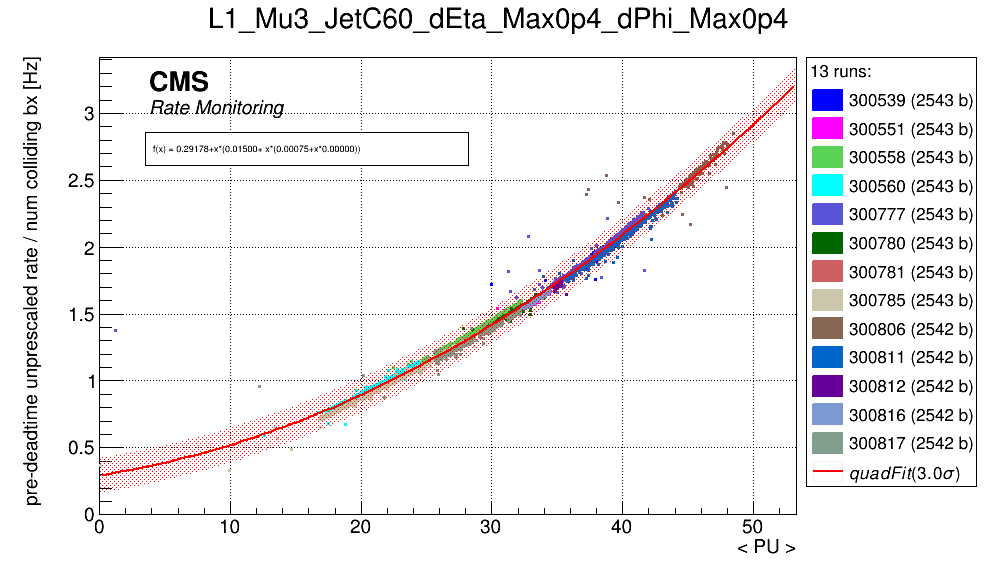 L1_Mu3_JetC60_dEta_Max0p4_dPhi_Max0p4
pre-deadtime unprescaled rate / num colliding bx [Hz]
CMS
Rate Monitoring
f(x) = 0.29178+x*(0.01500+ x*(0.00075+x*0.00000))
3
2.5
2
1.5
1
0.5
0
0 10 20 30 40 50
< PU >
13 runs:
300539 (2543 b)
300551 (2543 b)
300558 (2543 b)
300560 (2543 b)
300777 (2543 b)
300780 (2543 b)
300781 (2543 b)
300785 (2543 b)
300806 (2542 b)
300811 (2542 b)
300812 (2542 b)
300816 (2542 b)
300817 (2542 b)
quadFit(3.0σ)